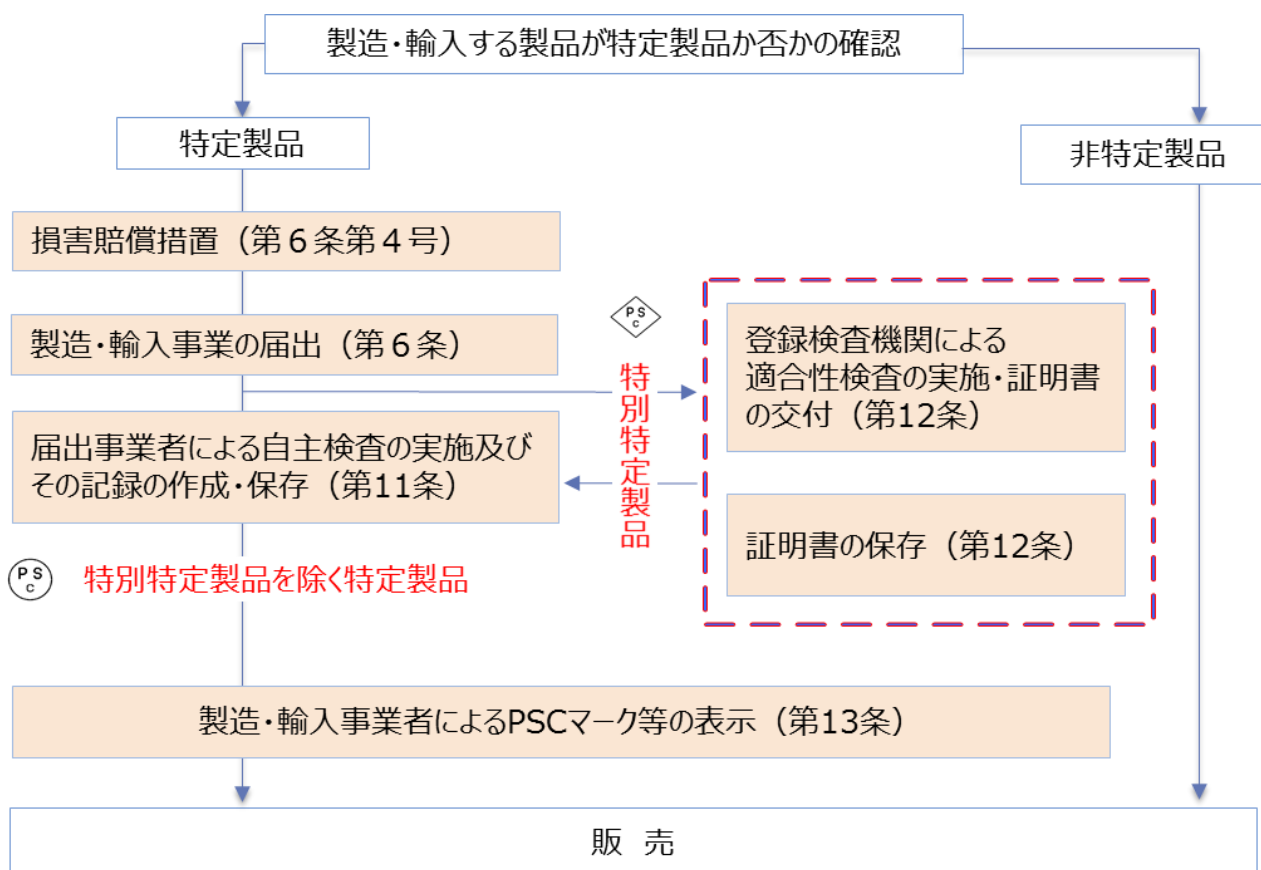 製造・輸入する製品が特定製品か否かの確認
特定製品
非特定製品
損害賠償措置（第６条第４号）
製造・輸入事業の届出（第６条）
PS
c
特別特定製品
登録検査機関による
適合性検査の実施・証明書
の交付（第12条）
届出事業者による自主検査の実施及び
その記録の作成・保存（第11条）
証明書の保存（第12条）
PS
c
特別特定製品を除く特定製品
製造・輸入事業者によるPSCマーク等の表示（第13条）
販 売